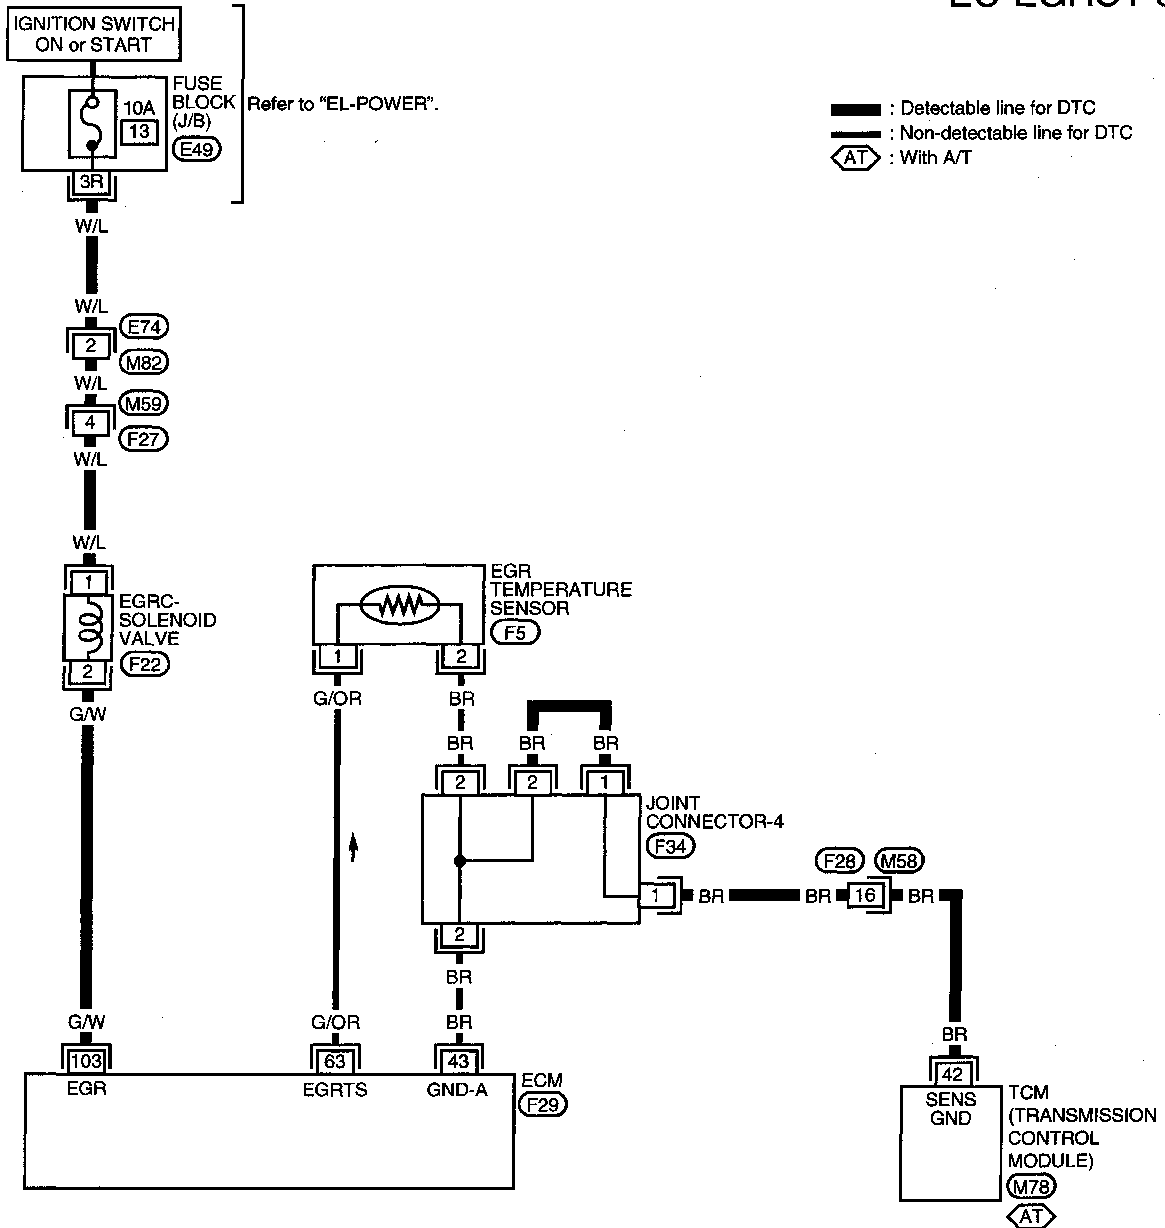 IGNITION SWITCH
ON or START
FUSE
BLOCK
(J/B)
E49
10A
13
3R
Refer to "EL-POWER".
: Detectable line for DTC
: Non-detectable line for DTC
AT : With A/T
W/L
W/L
E74
2
M82
W/L
M59
4
F27
W/L
W/L
1
EGRC-
SOLENOID
VALVE
F22
2
G/W
EGR
TEMPERATURE
SENSOR
F5
1
2
G/OR
BR
BR
BR
BR
2
2
1
JOINT
CONNECTOR-4
F34
F28
M58
1
BR
BR
16
BR
2
BR
G/W
G/OR
BR
BR
103
63
43
42
EGR
EGRTS
GND-A
ECM
F29
SENS
GND
TCM
(TRANSMISSION
CONTROL
MODULE)
M78
AT